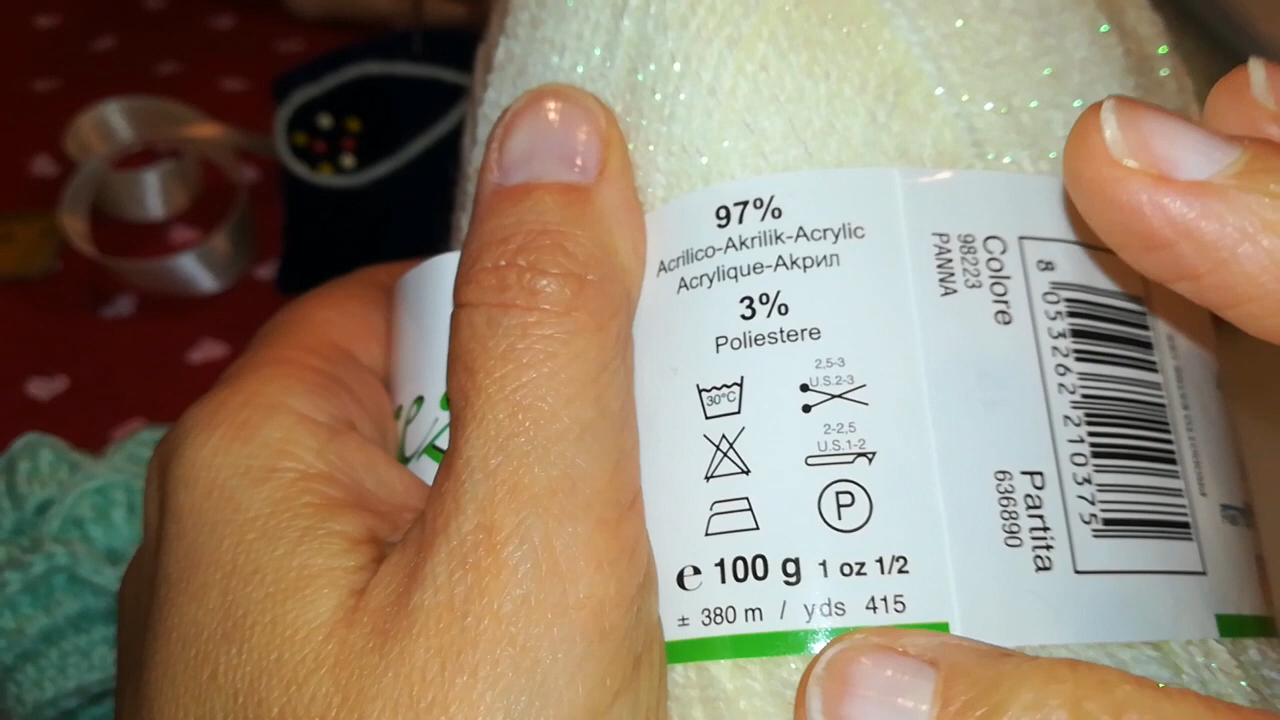 97%
Acrilico-Akrilik-Acrylic
Acrylique-Акрил
3%
Poliestere
30°C
2,5-3
U.S.2-3
2-2,5
U.S.1-2
P
e 100 g 1 oz 1/2
± 380 m / yds 415
Colore
98223
PANNA
Partita
636890
8 053262 210375